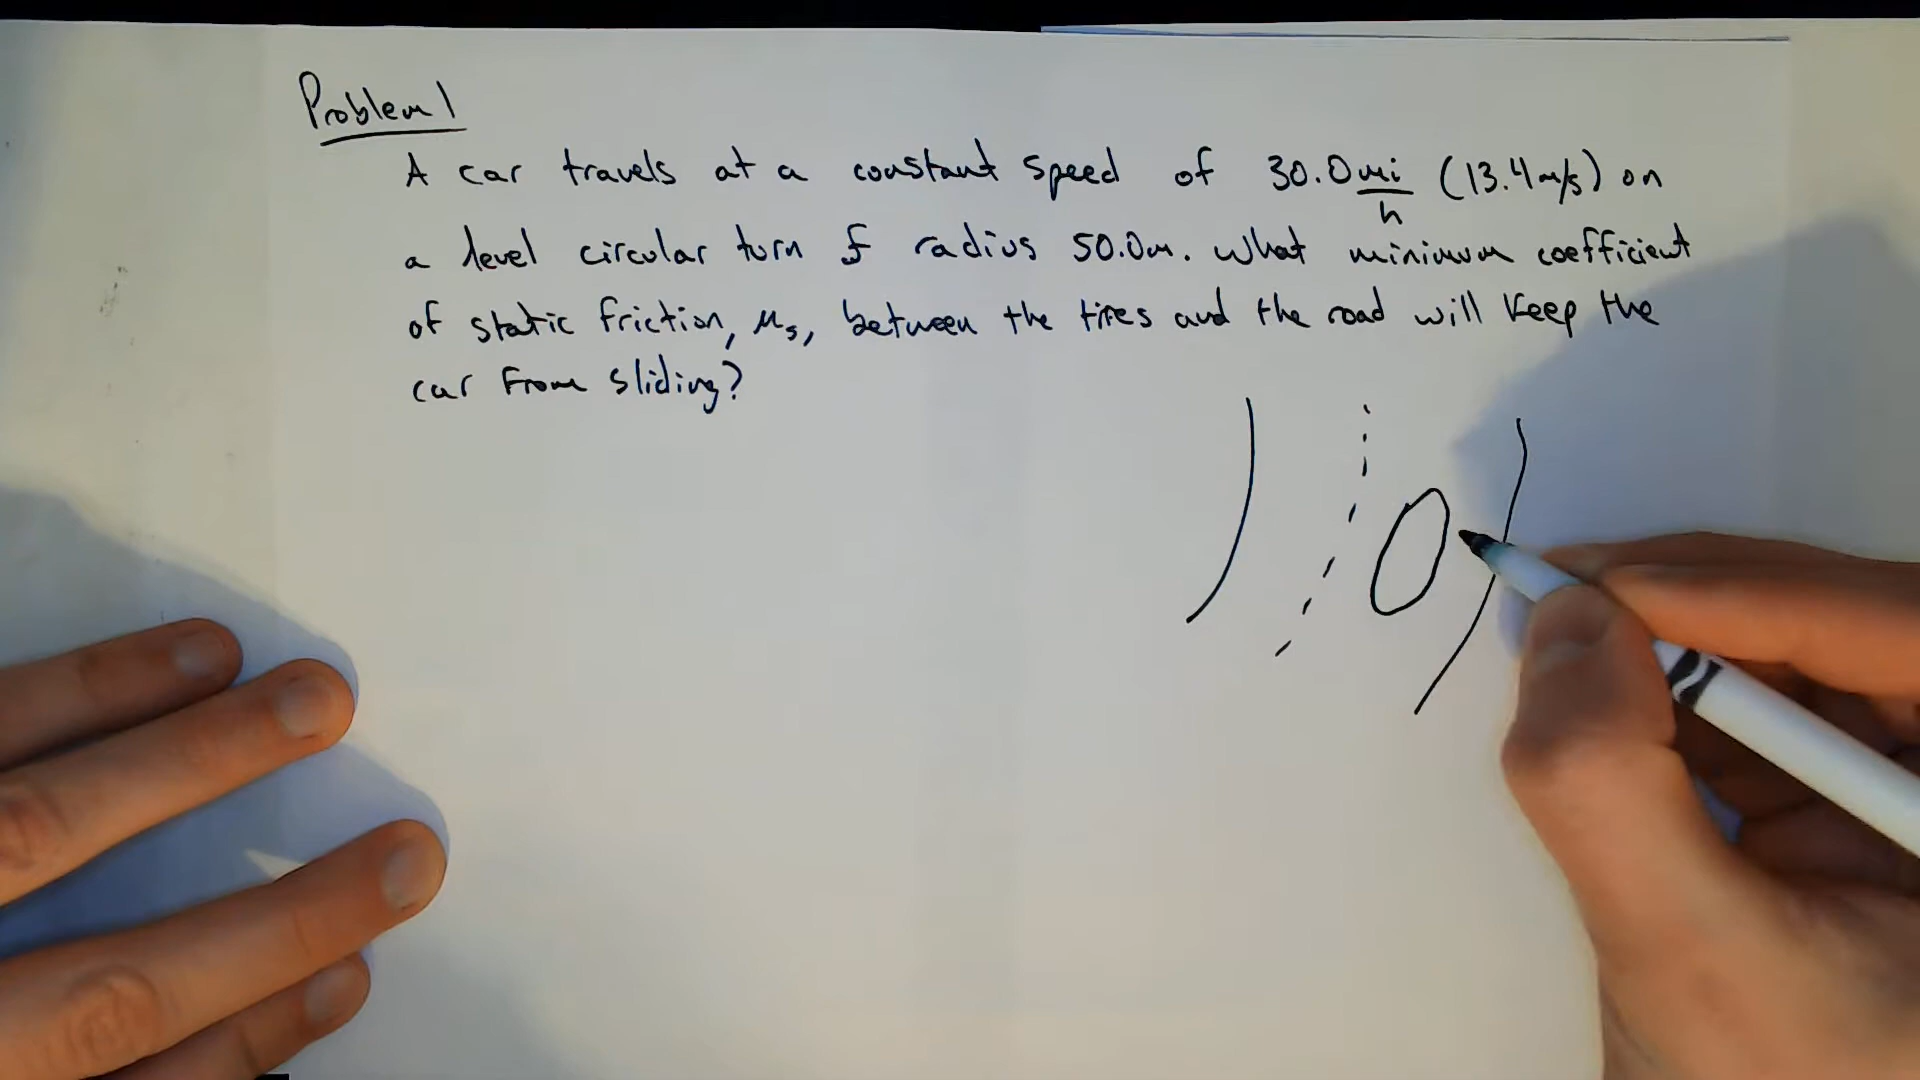 Problem 1
A car travels at a constant speed of 30.0 mi/h (13.4 m/s) on
a level circular turn of radius 50.0m. What minimum coefficient
of static friction, μs, between the tires and the road will keep the
car from sliding?